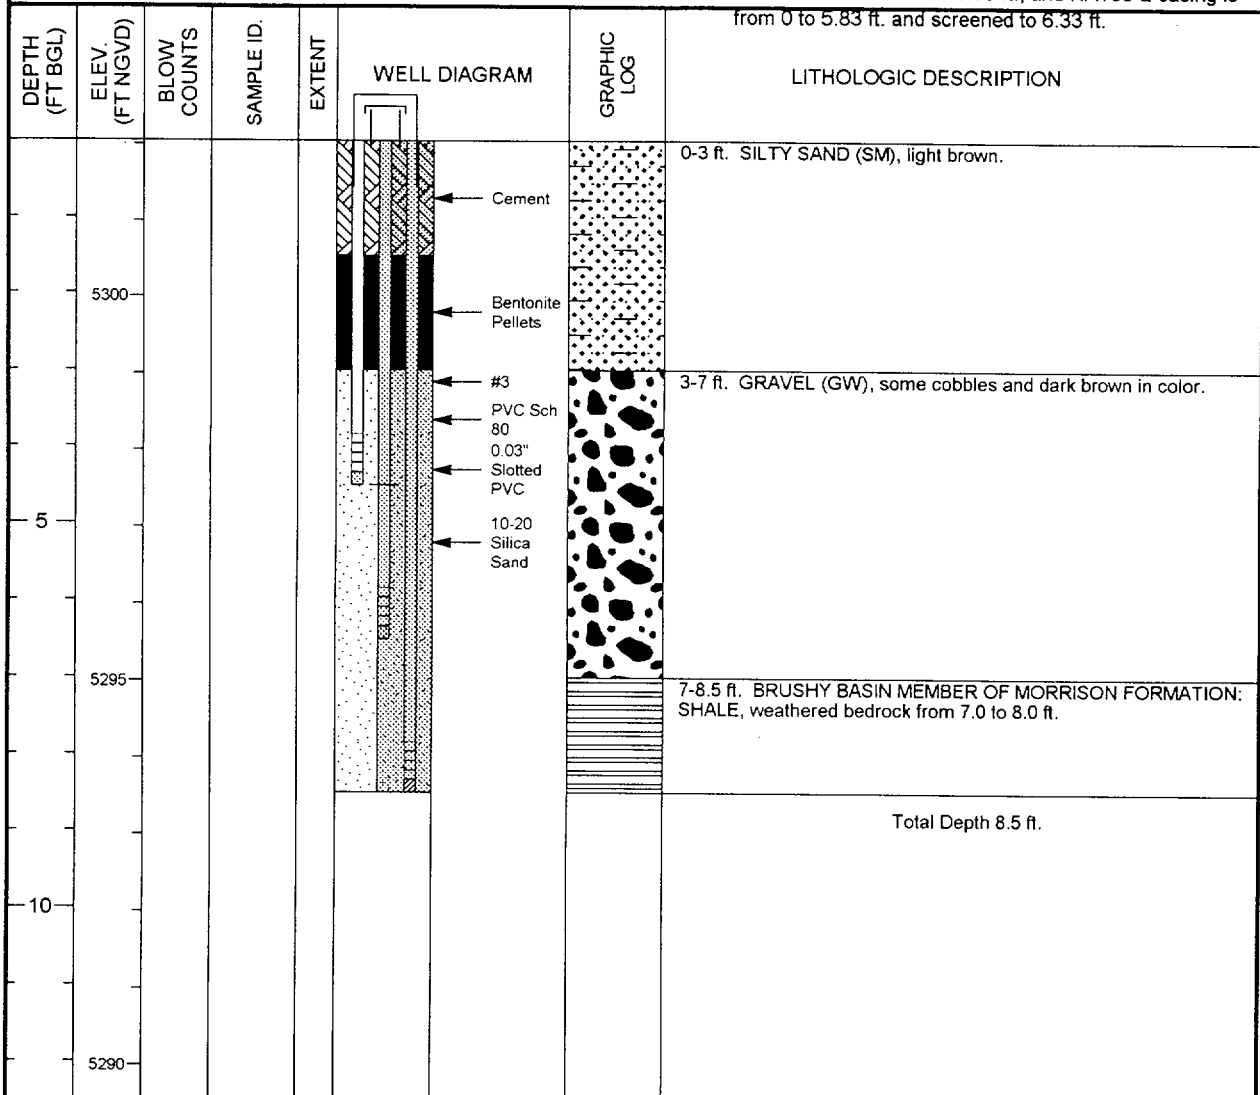 from 0 to 5.83 ft. and screened to 6.33 ft.
DEPTH
(FT BGL)
ELEV.
(FT NGVD)
BLOW
COUNTS
SAMPLE ID.
EXTENT
WELL DIAGRAM
GRAPHIC
LOG
LITHOLOGIC DESCRIPTION
0-3 ft. SILTY SAND (SM), light brown.
Cement
5300
Bentonite
Pellets
#3
3-7 ft. GRAVEL (GW), some cobbles and dark brown in color.
PVC Sch
80
0.03"
Slotted
PVC
5
10-20
Silica
Sand
5295
7-8.5 ft. BRUSHY BASIN MEMBER OF MORRISON FORMATION:
SHALE, weathered bedrock from 7.0 to 8.0 ft.
Total Depth 8.5 ft.
10
5290